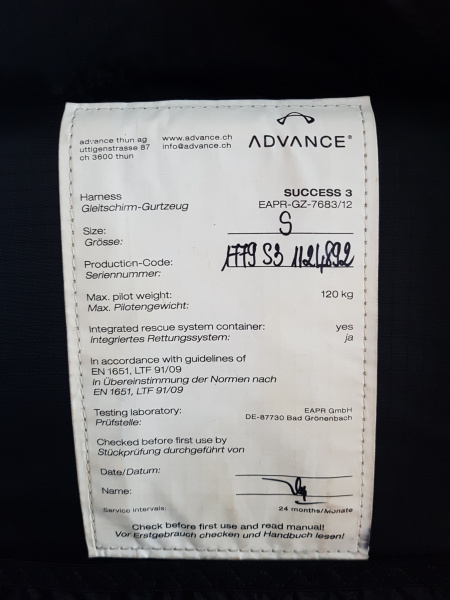 ADVANCE®
advance thun ag www.advance.ch
uttigenstrasse 87 info@advance.ch
ch 3600 thun
Harness SUCCESS 3
Gleitschirm-Gurtzeug EAPR-GZ-7683/12
Size: S
Grösse:
Production-Code: 1779 S3 1124892
Seriennummer:
Max. pilot weight: 120 kg
Max. Pilotengewicht:
Integrated rescue system container: yes
Integriertes Rettungssystem: ja
In accordance with guidelines of
EN 1651, LTF 91/09
In Übereinstimmung der Normen nach
EN 1651, LTF 91/09
Testing laboratory: EAPR GmbH
Prüfstelle: DE-87730 Bad Grönenbach
Checked before first use by
Stückprüfung durchgeführt von
Date/Datum:
Name:
Service intervals: 24 months/Monate
Check before first use and read manual!
Vor Erstgebrauch checken und Handbuch lesen!